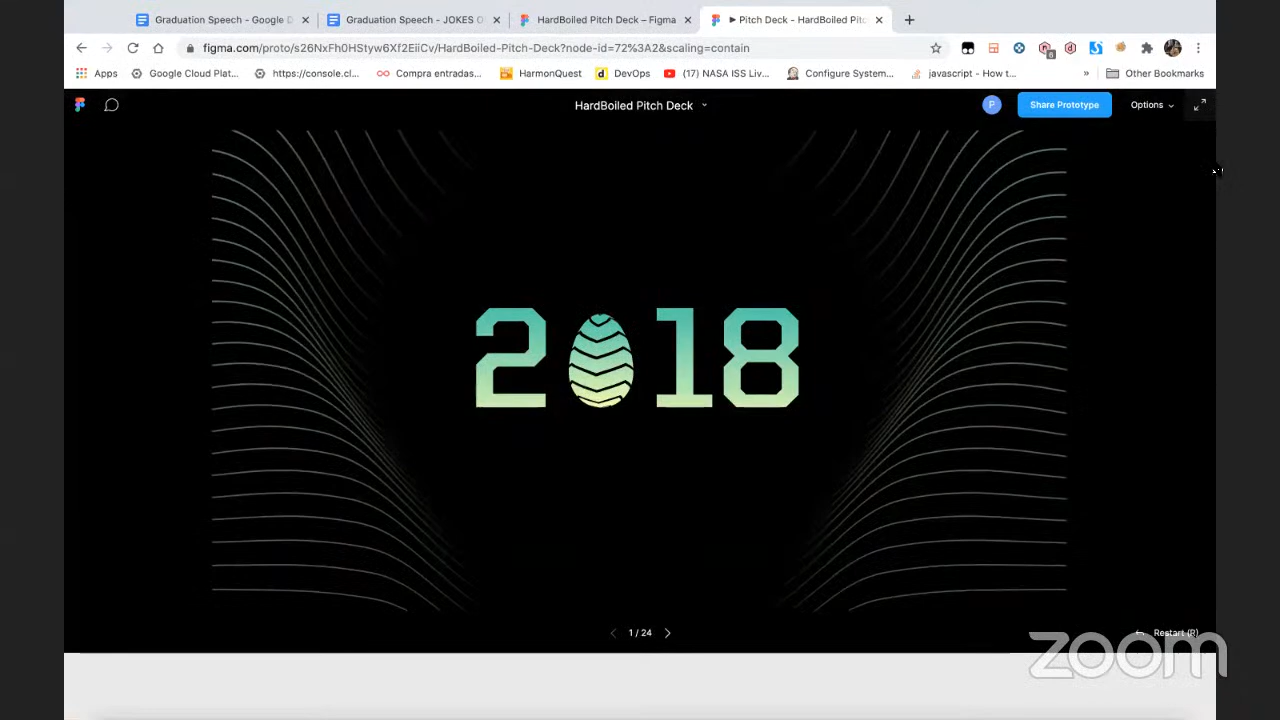 Graduation Speech - Google D
Graduation Speech - JOKES O
HardBoiled Pitch Deck – Figma
Pitch Deck - HardBoiled Pitc
figma.com/proto/s26NxFh0HStyw6Xf2EiiCv/HardBoiled-Pitch-Deck?node-id=72%3A2&scaling=contain
Apps
Google Cloud Plat...
https://console.cl...
Compra entradas...
HarmonQuest
DevOps
(17) NASA ISS Liv...
Configure System...
javascript - How t...
»
Other Bookmarks
HardBoiled Pitch Deck
P
Share Prototype
Options
2018
1 / 24
Restart (R)
zoom